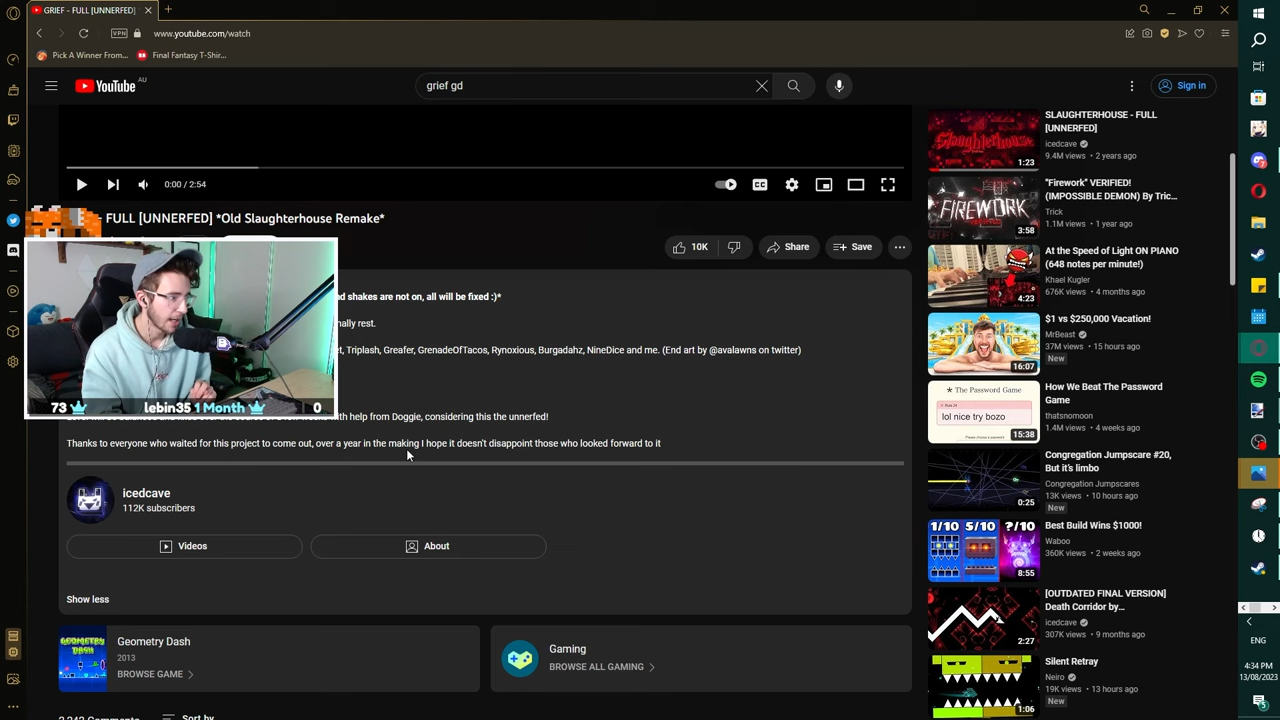 GRIEF - FULL [UNNERFED]
VPN
www.youtube.com/watch
Pick A Winner From...
Final Fantasy T-Shir...
YouTube AU
grief gd
Sign in
0:00 / 2:54
CC
- FULL [UNNERFED] *Old Slaughterhouse Remake*
10K
Share
Save
d shakes are not on, all will be fixed :)*
nally rest.
Triplash, Greafer, GrenadeOfTacos, Rynoxious, Burgadahz, NineDice and me. (End art by @avalawns on twitter)
with help from Doggie, considering this the unnerfed!
Thanks to everyone who waited for this project to come out, over a year in the making I hope it doesn't disappoint those who looked forward to it
73
lebin35 1 Month
0
icedcave
112K subscribers
Videos
About
Show less
GEOMETRY DASH
Geometry Dash
2013
BROWSE GAME
Gaming
BROWSE ALL GAMING
Comments
Sort by
Slaughterhouse
1:23
SLAUGHTERHOUSE - FULL
[UNNERFED]
icedcave
9.4M views • 2 years ago
FIREWORK
3:58
"Firework" VERIFIED!
(IMPOSSIBLE DEMON) By Tric...
Trick
1.1M views • 1 year ago
4:23
At the Speed of Light ON PIANO
(648 notes per minute!)
Khael Kugler
676K views • 4 months ago
16:07
$1 vs $250,000 Vacation!
MrBeast
37M views • 15 hours ago
New
* The Password Game
lol nice try bozo
15:38
How We Beat The Password
Game
thatsnomoon
1.4M views • 4 weeks ago
0:25
Congregation Jumpscare #20,
But it's limbo
Congregation Jumpscares
13K views • 10 hours ago
New
1/10 5/10 ?/10
8:55
Best Build Wins $1000!
Waboo
360K views • 2 weeks ago
2:27
[OUTDATED FINAL VERSION]
Death Corridor by...
icedcave
307K views • 9 months ago
1:06
Silent Retray
Neiro
19K views • 13 hours ago
New
ENG
4:34 PM
13/08/2023